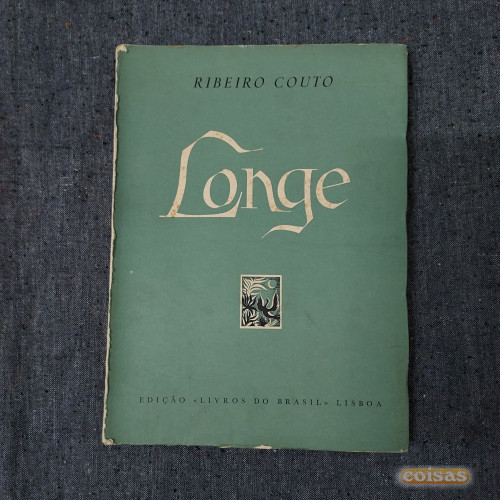 RIBEIRO COUTO
Longe
EDIÇÃO «LIVROS DO BRASIL» LISBOA
coisas